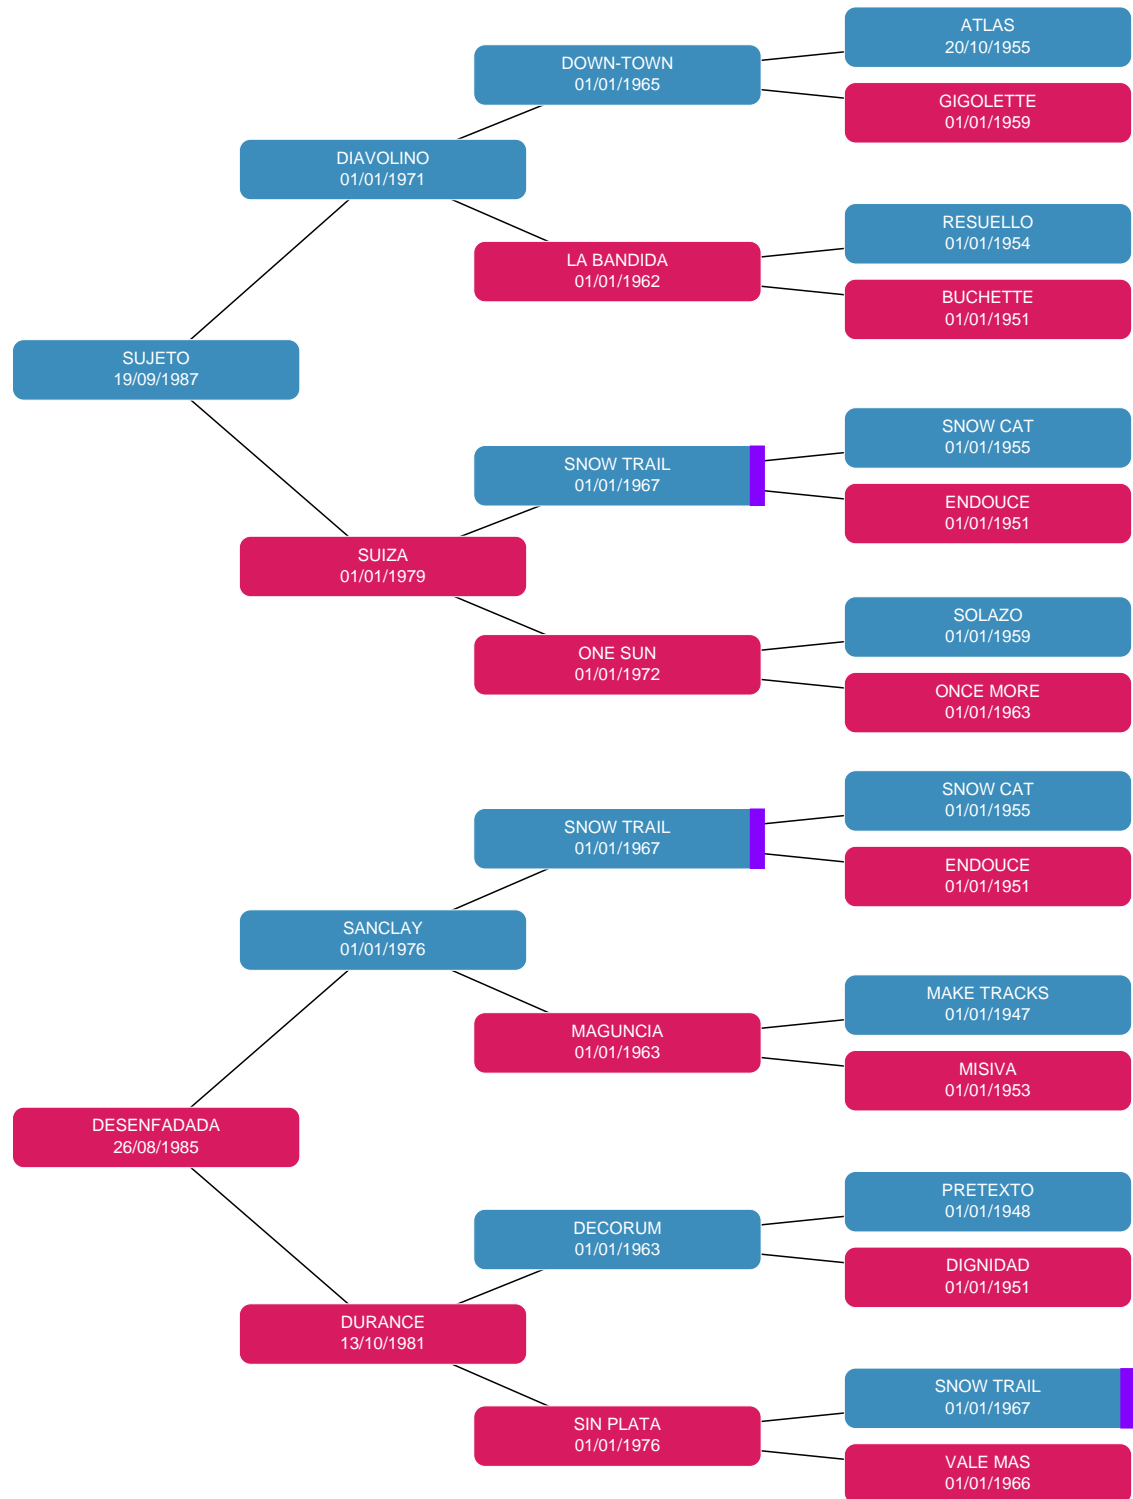 ATLAS
20/10/1955
DOWN-TOWN
01/01/1965
GIGOLETTE
01/01/1959
DIAVOLINO
01/01/1971
RESUELLO
01/01/1954
LA BANDIDA
01/01/1962
BUCHETTE
01/01/1951
SUJETO
19/09/1987
SNOW CAT
01/01/1955
SNOW TRAIL
01/01/1967
ENDOUCE
01/01/1951
SUIZA
01/01/1979
SOLAZO
01/01/1959
ONE SUN
01/01/1972
ONCE MORE
01/01/1963
SNOW CAT
01/01/1955
SNOW TRAIL
01/01/1967
ENDOUCE
01/01/1951
SANCLAY
01/01/1976
MAKE TRACKS
01/01/1947
MAGUNCIA
01/01/1963
MISIVA
01/01/1953
DESENFADADA
26/08/1985
PRETEXTO
01/01/1948
DECORUM
01/01/1963
DIGNIDAD
01/01/1951
DURANCE
13/10/1981
SNOW TRAIL
01/01/1967
SIN PLATA
01/01/1976
VALE MAS
01/01/1966